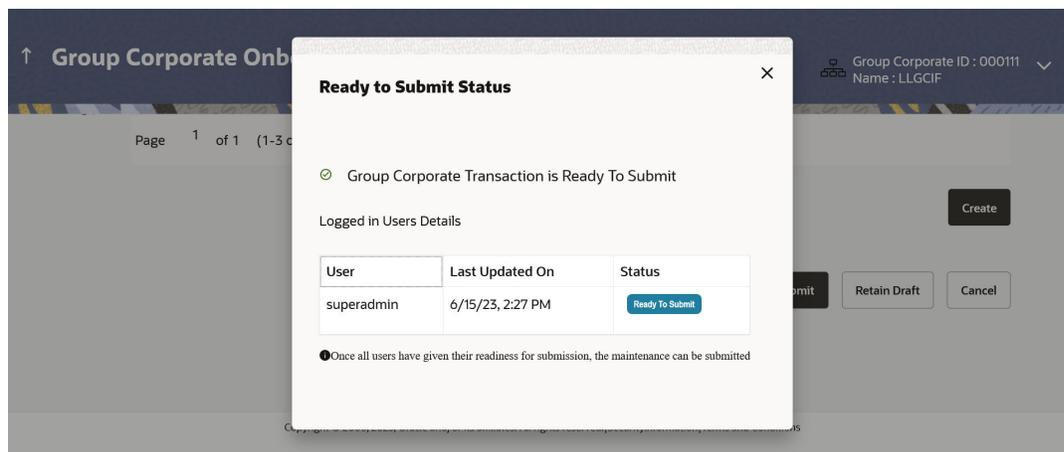 Group Corporate
Group Corporate ID : 000111
Name : LLGCIF
Ready to Submit Status
Page 1 of 1 (1-3
Group Corporate Transaction is Ready To Submit
Create
Logged in Users Details
User Last Updated On Status
superadmin 6/15/23, 2:27 PM Ready To Submit
Retain Draft Cancel
Once all users have given their readiness for submission, the maintenance can be submitted